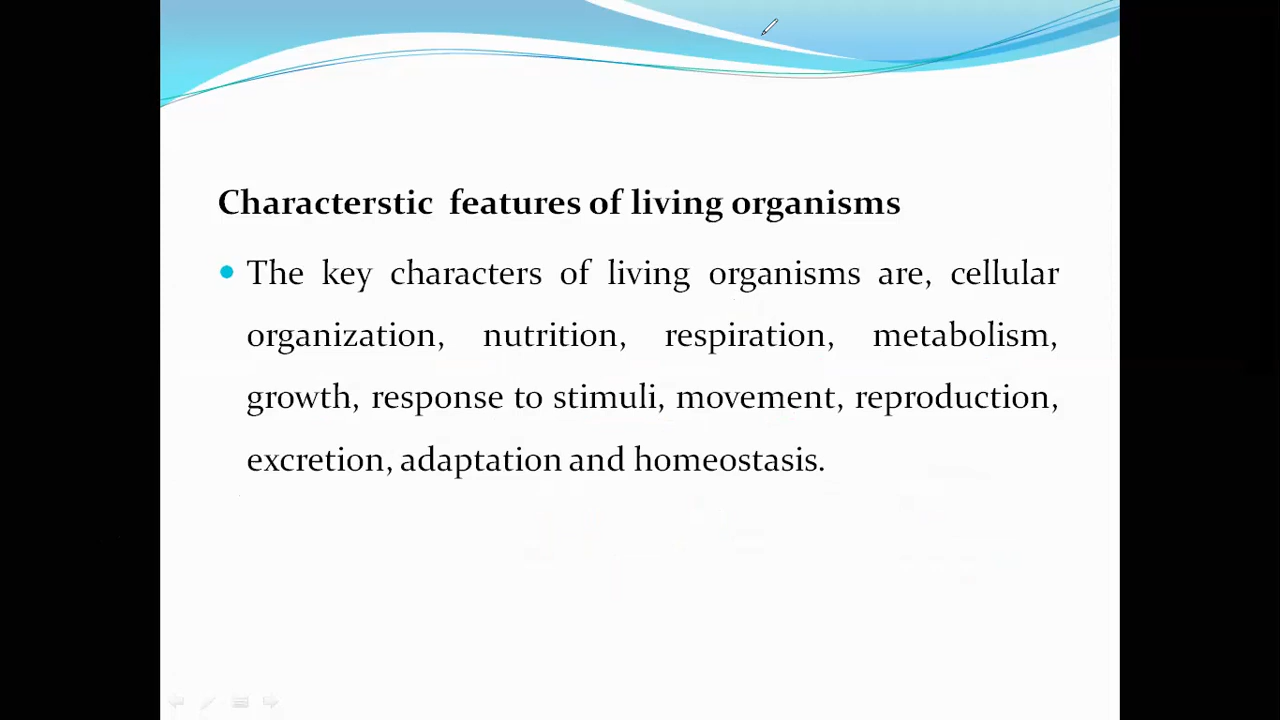 Characterstic features of living organisms
The key characters of living organisms are, cellular
organization, nutrition, respiration, metabolism,
growth, response to stimuli, movement, reproduction,
excretion, adaptation and homeostasis.